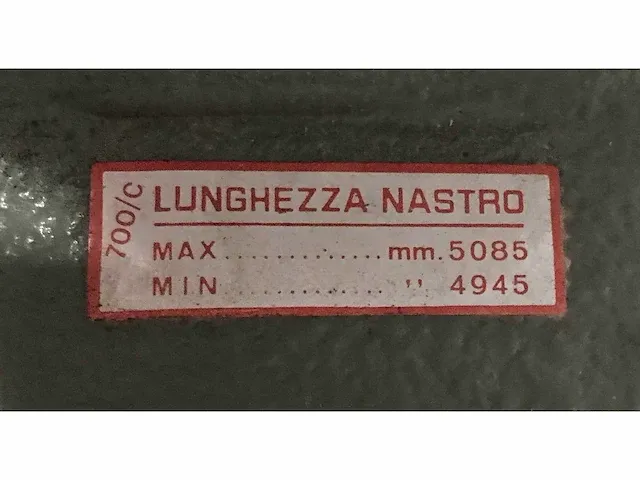 700/C
LUNGHEZZA NASTRO
MAX............. mm. 5085
MIN ............. " 4945